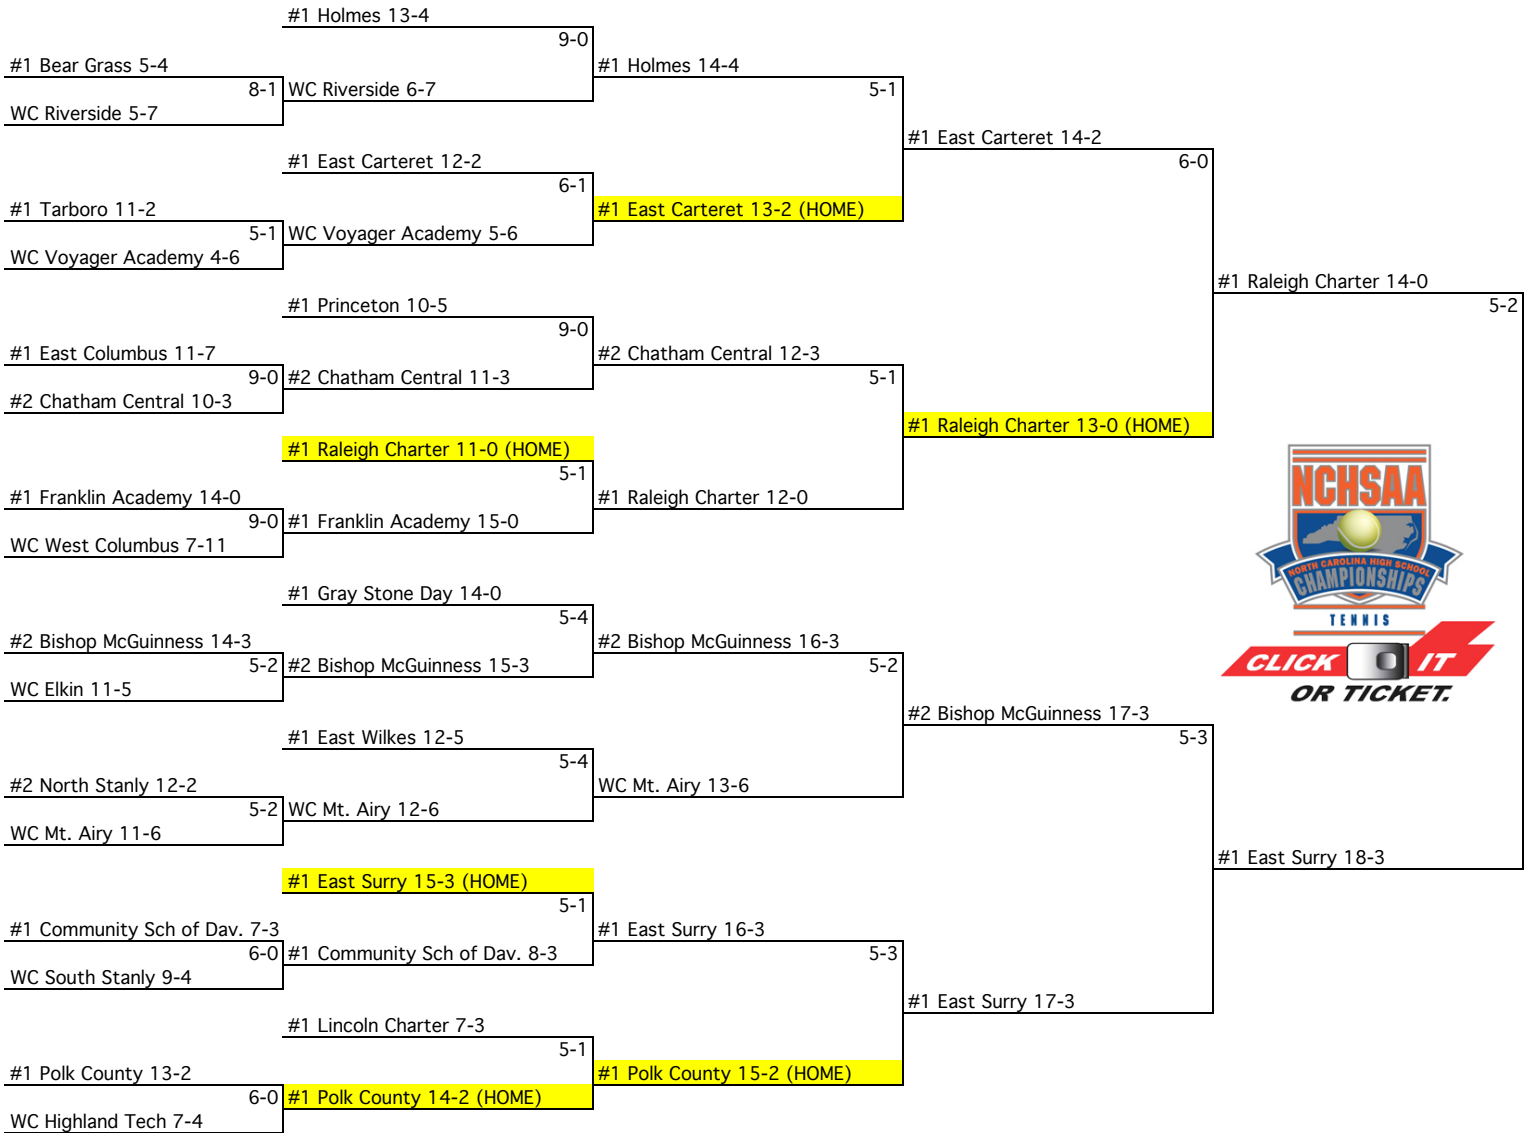 #1 Holmes 13-4
9-0
#1 Bear Grass 5-4
#1 Holmes 14-4
8-1
WC Riverside 6-7
5-1
WC Riverside 5-7
#1 East Carteret 14-2
#1 East Carteret 12-2
6-0
6-1
#1 Tarboro 11-2
#1 East Carteret 13-2 (HOME)
5-1
WC Voyager Academy 5-6
WC Voyager Academy 4-6
#1 Raleigh Charter 14-0
#1 Princeton 10-5
5-2
9-0
#1 East Columbus 11-7
#2 Chatham Central 12-3
9-0
#2 Chatham Central 11-3
5-1
#2 Chatham Central 10-3
#1 Raleigh Charter 13-0 (HOME)
#1 Raleigh Charter 11-0 (HOME)
5-1
#1 Franklin Academy 14-0
#1 Raleigh Charter 12-0
9-0
#1 Franklin Academy 15-0
WC West Columbus 7-11
NCHSAA
NORTH CAROLINA HIGH SCHOOL
CHAMPIONSHIPS
TENNIS
CLICK IT
OR TICKET.
#1 Gray Stone Day 14-0
5-4
#2 Bishop McGuinness 14-3
#2 Bishop McGuinness 16-3
5-2
#2 Bishop McGuinness 15-3
5-2
WC Elkin 11-5
#2 Bishop McGuinness 17-3
#1 East Wilkes 12-5
5-3
5-4
#2 North Stanly 12-2
WC Mt. Airy 13-6
5-2
WC Mt. Airy 12-6
WC Mt. Airy 11-6
#1 East Surry 18-3
#1 East Surry 15-3 (HOME)
5-1
#1 Community Sch of Dav. 7-3
#1 East Surry 16-3
6-0
#1 Community Sch of Dav. 8-3
5-3
WC South Stanly 9-4
#1 East Surry 17-3
#1 Lincoln Charter 7-3
5-1
#1 Polk County 13-2
#1 Polk County 15-2 (HOME)
6-0
#1 Polk County 14-2 (HOME)
WC Highland Tech 7-4